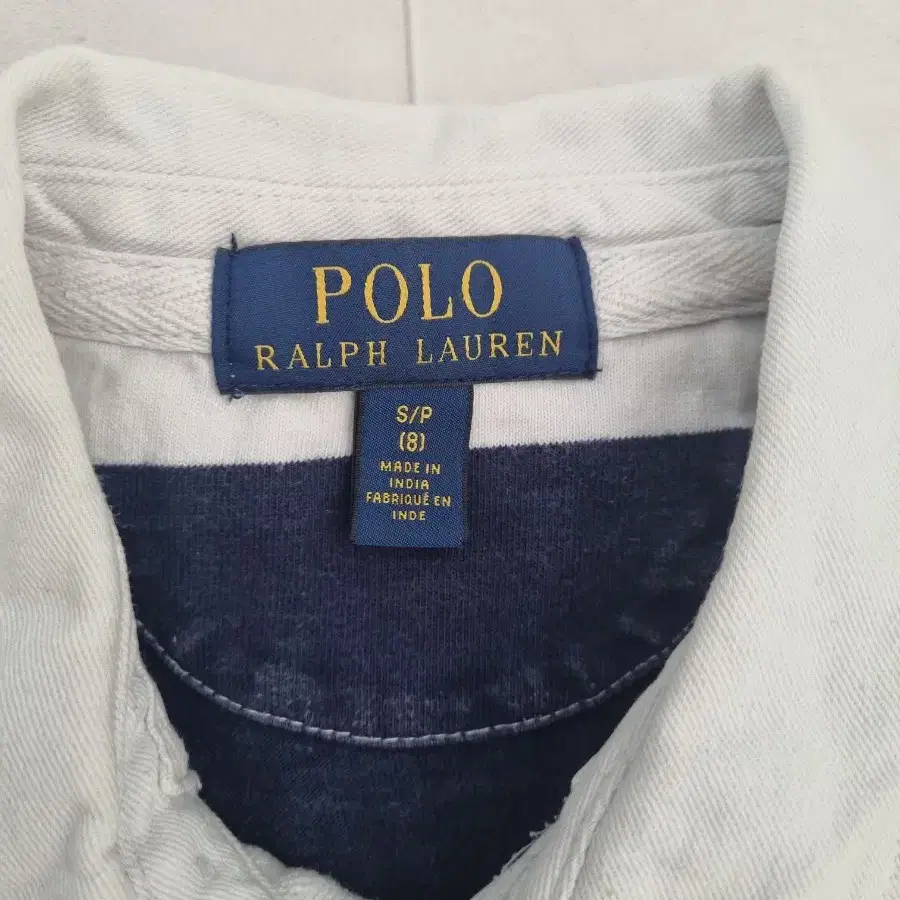 POLO
RALPH LAUREN
S/P
(8)
MADE IN
INDIA
FABRIQUÉ EN
INDE